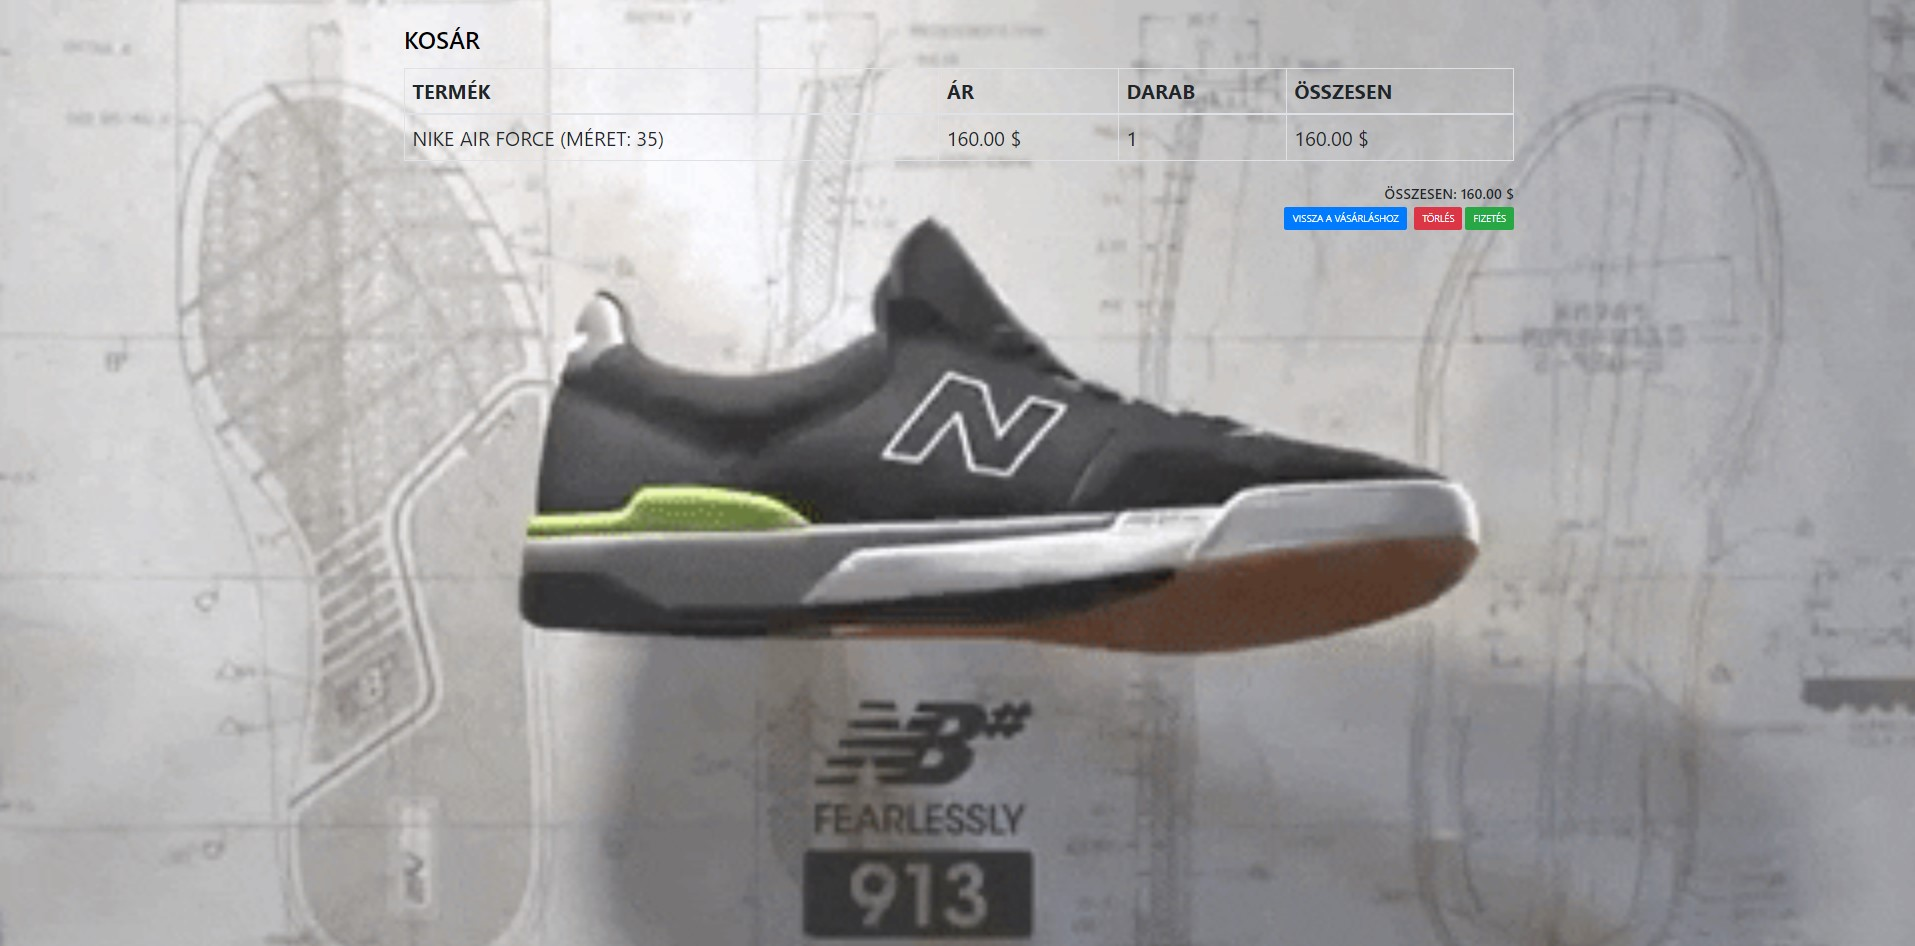 KOSÁR
TERMÉK ÁR DARAB ÖSSZESEN
NIKE AIR FORCE (MÉRET: 35) 160.00 $ 1 160.00 $
ÖSSZESEN: 160.00 $
VISSZA A VÁSÁRLÁSHOZ TÖRLÉS FIZETÉS
N
B#
FEARLESSLY
913